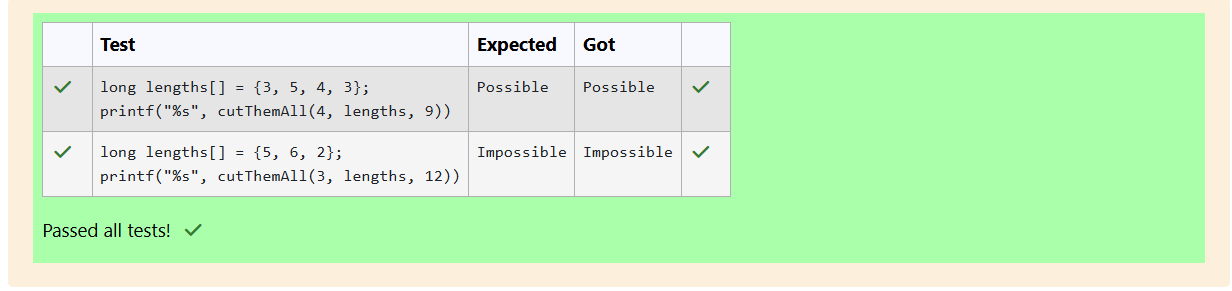 Test Expected Got
long lengths[] = {3, 5, 4, 3}; Possible Possible
printf("%s", cutThemAll(4, lengths, 9))
long lengths[] = {5, 6, 2}; Impossible Impossible
printf("%s", cutThemAll(3, lengths, 12))
Passed all tests!